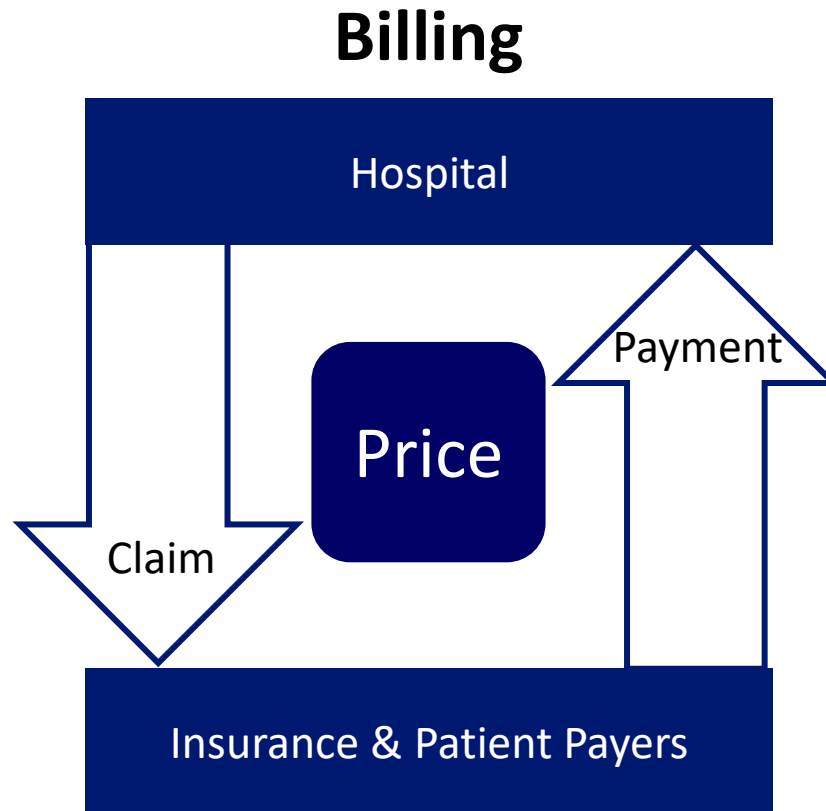 Billing
Hospital
Payment
Price
Claim
Insurance & Patient Payers